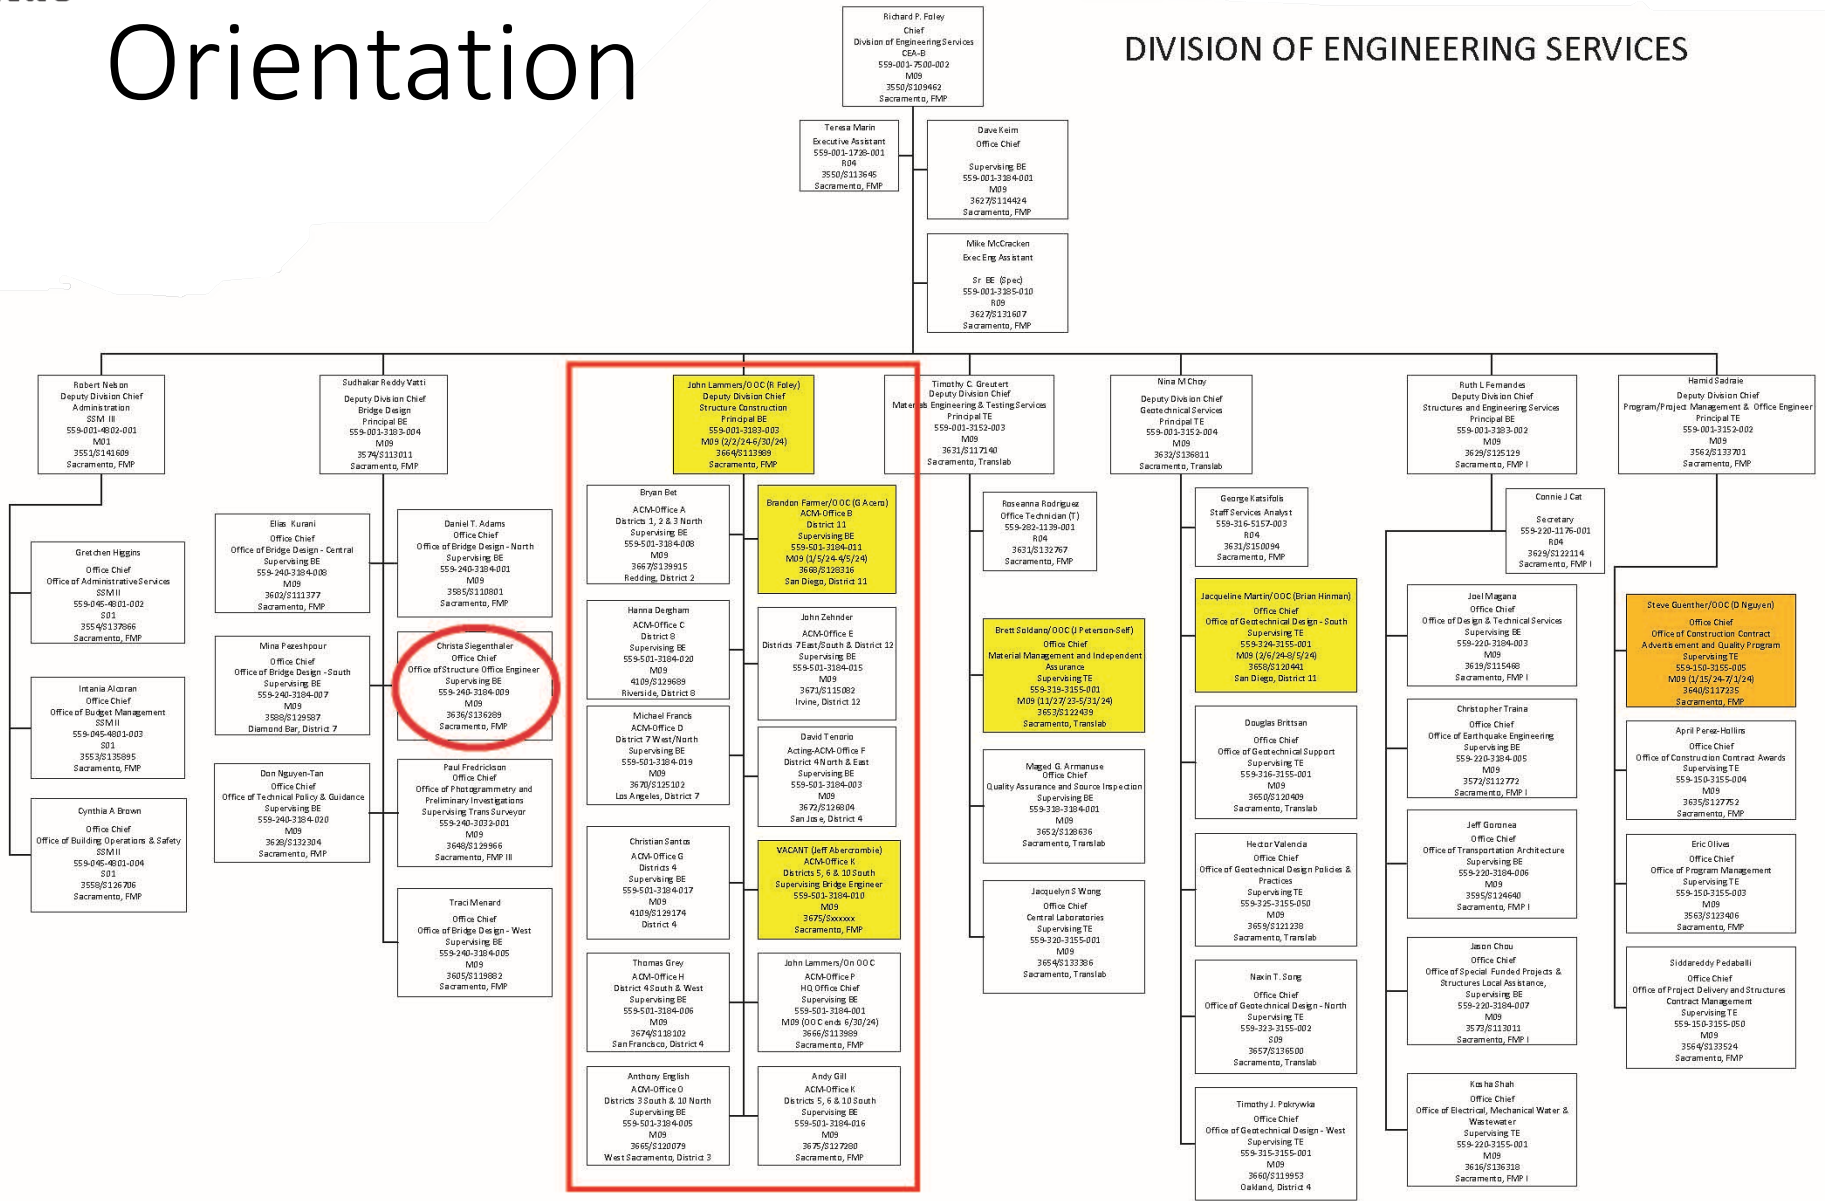 Orientation
DIVISION OF ENGINEERING SERVICES
Richard P. Foley
Chief
Division of Engineering Services
CEA-B
559-001-7500-002
M09
3550/S109462
Sacramento, FMP
Teresa Marin
Executive Assistant
559-001-1728-001
R04
3550/S113645
Sacramento, FMP
Dave Keim
Office Chief
Supervising BE
559-001-3184-001
M09
3627/S114424
Sacramento, FMP
Mike McCracken
Exec Eng Assistant
Sr BE (Spec)
559-001-3185-010
R09
3627/S131607
Sacramento, FMP
Robert Nelson
Deputy Division Chief
Administration
SSM III
559-001-4802-001
M01
3551/S141609
Sacramento, FMP
Gretchen Higgins
Office Chief
Office of Administrative Services
SSMII
559-045-4801-002
S01
3554/S137866
Sacramento, FMP
Intania Alcoran
Office Chief
Office of Budget Management
SSMII
559-045-4801-003
S01
3553/S135895
Sacramento, FMP
Cynthia A Brown
Office Chief
Office of Building Operations & Safety
SSMII
559-045-4801-004
S01
3558/S126706
Sacramento, FMP
Sudhakar Reddy Vatti
Deputy Division Chief
Bridge Design
Principal BE
559-001-3183-004
M09
3574/S113011
Sacramento, FMP
Elias Kurani
Office Chief
Office of Bridge Design - Central
Supervising BE
559-240-3184-008
M09
3602/S111377
Sacramento, FMP
Daniel T. Adams
Office Chief
Office of Bridge Design - North
Supervising BE
559-240-3184-001
M09
3585/S110801
Sacramento, FMP
Mina Pezeshpour
Office Chief
Office of Bridge Design -South
Supervising BE
559-240-3184-007
M09
3588/S129587
Diamond Bar, District 7
Christa Siegenthaler
Office Chief
Office of Structure Office Engineer
Supervising BE
559-240-3184-009
M09
3636/S136289
Sacramento, FMP
Don Nguyen-Tan
Office Chief
Office of Technical Policy & Guidance
Supervising BE
559-240-3184-020
M09
3628/S132304
Sacramento, FMP
Paul Fredrickson
Office Chief
Office of Photogrammetry and
Preliminary Investigations
Supervising Trans Surveyor
559-240-3032-001
M09
3648/S129966
Sacramento, FMP III
Traci Menard
Office Chief
Office of Bridge Design - West
Supervising BE
559-240-3184-005
M09
3605/S119882
Sacramento, FMP
John Lammers/OOC (R Foley)
Deputy Division Chief
Structure Construction
Principal BE
559-001-3183-003
M09 (2/2/24-6/30/24)
3664/S113989
Sacramento, FMP
Bryan Bet
ACM-Office A
Districts 1, 2 & 3 North
Supervising BE
559-501-3184-008
M09
3667/S139915
Redding, District 2
Brandon Farmer/OOC (G Acero)
ACM-Office B
District 11
Supervising BE
559-501-3184-011
M09 (1/5/24-4/5/24)
3668/S128316
San Diego, District 11
Hanna Dergham
ACM-Office C
District 8
Supervising BE
559-501-3184-020
M09
4109/S129689
Riverside, District 8
John Zehnder
ACM-Office E
Districts 7 East/South & District 12
Supervising BE
559-501-3184-015
M09
3671/S115082
Irvine, District 12
Michael Francis
ACM-Office D
District 7 West/North
Supervising BE
559-501-3184-019
M09
3670/S125102
Los Angeles, District 7
David Tenorio
Acting-ACM-Office F
District 4 North & East
Supervising BE
559-501-3184-003
M09
3672/S126804
San Jose, District 4
Christian Santos
ACM-Office G
Districts 4
Supervising BE
559-501-3184-017
M09
4109/S129174
District 4
VACANT (Jeff Abercrombie)
ACM-Office K
Districts 5, 6 & 10 South
Supervising Bridge Engineer
559-501-3184-010
M09
3675/Sxxxxxx
Sacramento, FMP
Thomas Grey
ACM-Office H
District 4 South & West
Supervising BE
559-501-3184-006
M09
3674/S118102
San Francisco, District 4
John Lammers/On OOC
ACM-Office P
HQ Office Chief
Supervising BE
559-501-3184-001
M09 (OOC ends 6/30/24)
3666/S113989
Sacramento, FMP
Anthony English
ACM-Office O
Districts 3 South & 10 North
Supervising BE
559-501-3184-005
M09
3665/S120079
West Sacramento, District 3
Andy Gill
ACM-Office K
Districts 5, 6 & 10 South
Supervising BE
559-501-3184-016
M09
3675/S127280
Sacramento, FMP
Timothy C. Greutert
Deputy Division Chief
Materials Engineering & Testing Services
Principal TE
559-001-3152-003
M09
3631/S117140
Sacramento, Translab
Roseanna Rodriguez
Office Technician (T)
559-282-1139-001
R04
3631/S132767
Sacramento, FMP
Brett Soldano/OOC (J Peterson-Self)
Office Chief
Material Management and Independent
Assurance
Supervising TE
559-319-3155-001
M09 (11/27/23-5/31/24)
3653/S122439
Sacramento, Translab
Maged G. Armanuse
Office Chief
Quality Assurance and Source Inspection
Supervising BE
559-318-3184-001
M09
3652/S128636
Sacramento, Translab
Jacquelyn S Wong
Office Chief
Central Laboratories
Supervising TE
559-320-3155-001
M09
3654/S133386
Sacramento, Translab
Nina M Choy
Deputy Division Chief
Geotechnical Services
Principal TE
559-001-3152-004
M09
3632/S136811
Sacramento, Translab
George Katsifolis
Staff Services Analyst
559-316-5157-003
R04
3631/S150094
Sacramento, FMP
Jacqueline Martin/OOC (Brian Hinman)
Office Chief
Office of Geotechnical Design - South
Supervising TE
559-324-3155-001
M09 (2/6/24-8/5/24)
3658/S120441
San Diego, District 11
Douglas Brittsan
Office Chief
Office of Geotechnical Support
Supervising TE
559-316-3155-001
M09
3650/S120409
Sacramento, Translab
Hector Valencia
Office Chief
Office of Geotechnical Design Policies &
Practices
Supervising TE
559-325-3155-050
M09
3659/S121238
Sacramento, Translab
Naxin T. Song
Office Chief
Office of Geotechnical Design - North
Supervising TE
559-323-3155-002
S09
3657/S136500
Sacramento, Translab
Timothy J. Pokrywka
Office Chief
Office of Geotechnical Design - West
Supervising TE
559-315-3155-001
M09
3660/S119953
Oakland, District 4
Ruth L Fernandes
Deputy Division Chief
Structures and Engineering Services
Principal BE
559-001-3183-002
M09
3629/S125129
Sacramento, FMP I
Connie J Cat
Secretary
559-220-1176-001
R04
3629/S122114
Sacramento, FMP I
Joel Magana
Office Chief
Office of Design & Technical Services
Supervising BE
559-220-3184-003
M09
3619/S115468
Sacramento, FMP I
Christopher Traina
Office Chief
Office of Earthquake Engineering
Supervising BE
559-220-3184-005
M09
3572/S112772
Sacramento, FMP I
Jeff Goronea
Office Chief
Office of Transportation Architecture
Supervising BE
559-220-3184-006
M09
3595/S124640
Sacramento, FMP I
Jason Chou
Office Chief
Office of Special Funded Projects &
Structures Local Assistance,
Supervising BE
559-220-3184-007
M09
3573/S113011
Sacramento, FMP I
Kosha Shah
Office Chief
Office of Electrical, Mechanical Water &
Wastewater
Supervising TE
559-220-3155-001
M09
3616/S136318
Sacramento, FMP I
Hamid Sadraie
Deputy Division Chief
Program/Project Management & Office Engineer
Principal TE
559-001-3152-002
M09
3562/S133701
Sacramento, FMP
Steve Guenther/OOC (D Nguyen)
Office Chief
Office of Construction Contract
Advertisement and Quality Program
Supervising TE
559-150-3155-005
M09 (1/15/24-7/1/24)
3640/S117235
Sacramento, FMP
April Perez-Hollins
Office Chief
Office of Construction Contract Awards
Supervising TE
559-150-3155-004
M09
3635/S127752
Sacramento, FMP
Eric Olives
Office Chief
Office of Program Management
Supervising TE
559-150-3155-003
M09
3563/S123406
Sacramento, FMP
Siddareddy Pedaballi
Office Chief
Office of Project Delivery and Structures
Contract Management
Supervising TE
559-150-3155-050
M09
3564/S133524
Sacramento, FMP